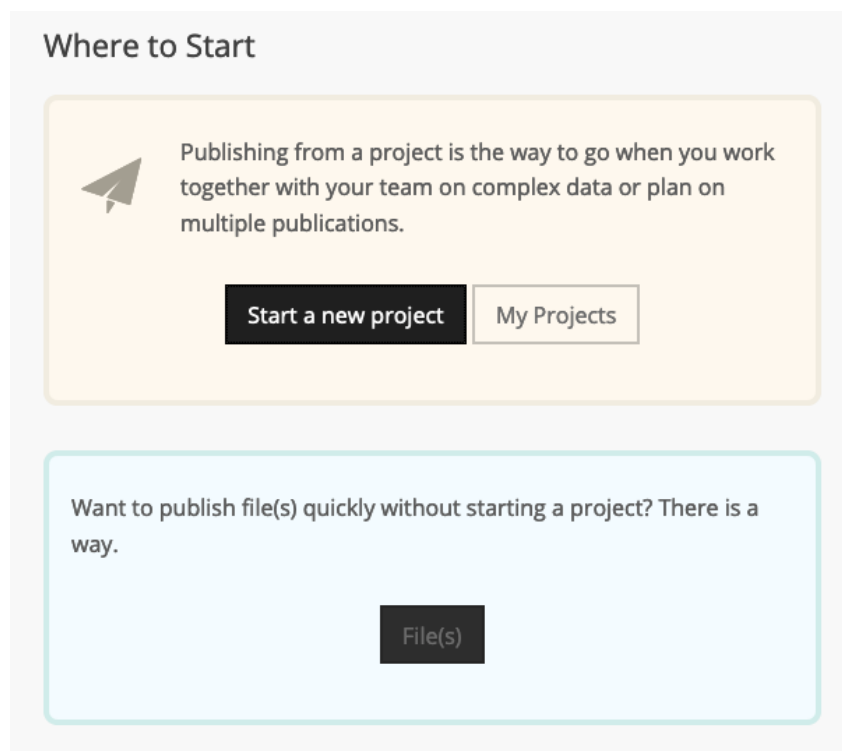 Where to Start
Publishing from a project is the way to go when you work
together with your team on complex data or plan on
multiple publications.
Start a new project
My Projects
Want to publish file(s) quickly without starting a project? There is a
way.
File(s)